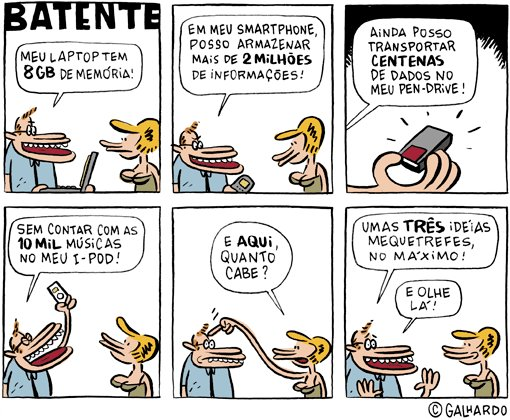 BATENTE
MEU LAPTOP TEM
8GB DE MEMÓRIA!
EM MEU SMARTPHONE,
POSSO ARMAZENAR
MAIS DE 2 MILHÕES
DE INFORMAÇÕES!
AINDA POSSO
TRANSPORTAR
CENTENAS
DE DADOS NO
MEU PEN-DRIVE!
SEM CONTAR COM AS
10 MIL MÚSICAS
NO MEU I-POD!
E AQUI,
QUANTO
CABE?
UMAS TRÊS IDÉIAS
MEQUETREFES,
NO MÁXIMO!
E OLHE
LÁ!
© GALHARDO